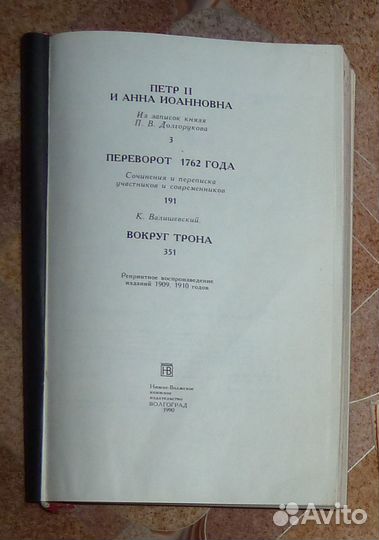 ПЕТР II
И АННА ИОАННОВНА
Из записок князя
П. В. Долгорукова
3
ПЕРЕВОРОТ 1762 ГОДА
Сочинения и переписка
участников и современников
191
К. Валишевский.
ВОКРУГ ТРОНА
351
Репринтное воспроизведение
изданий 1909, 1910 годов
НВ
Нижне-Волжское
книжное
издательство
ВОЛГОГРАД
1990
Avito